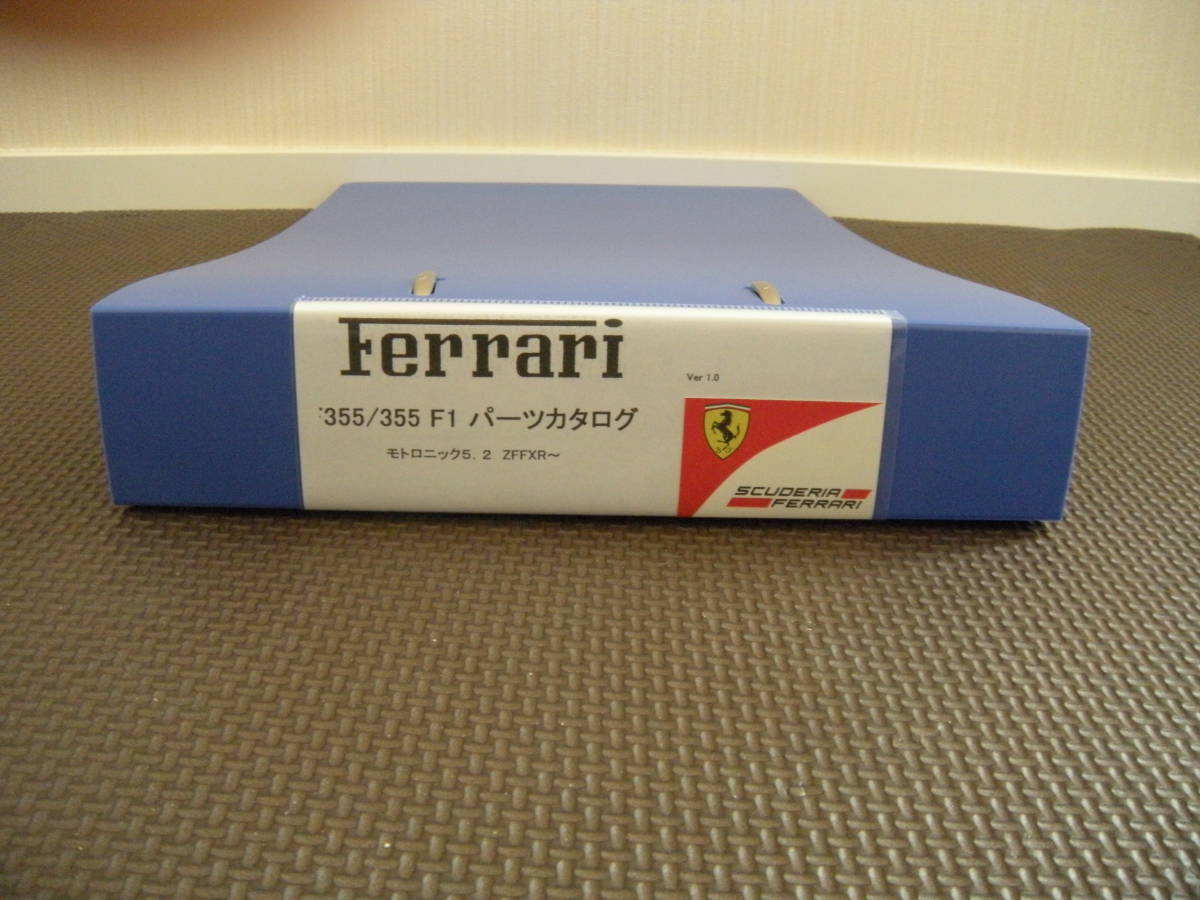 Ferrari
Ver 1.0
355/355 F1 パーツカタログ
モトロニック5.2 ZFFXR～
SCUDERIA
FERRARI